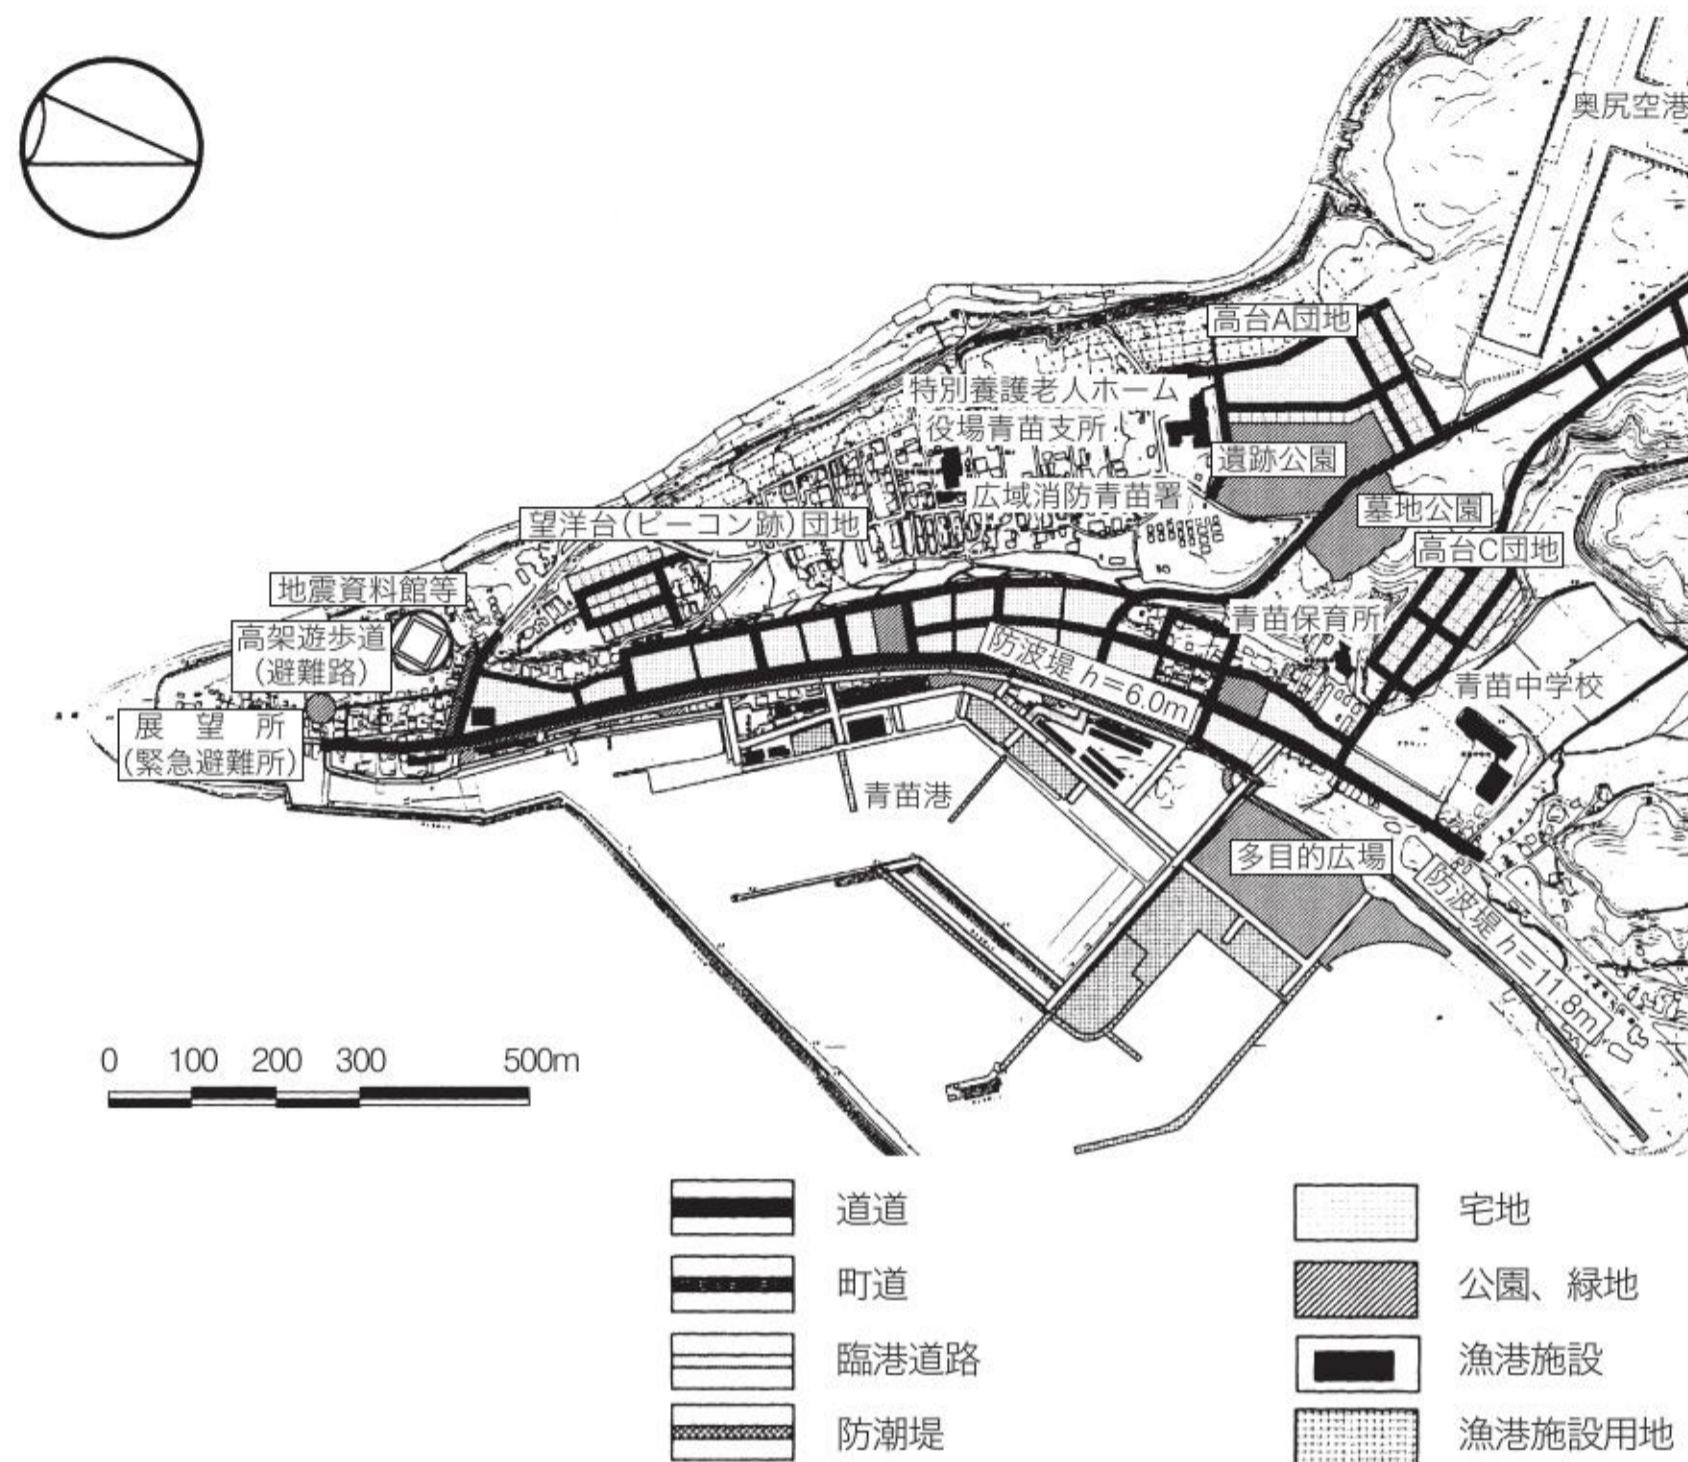 奥尻空港
高台A団地
特別養護老人ホーム
役場青苗支所
遺跡公園
広域消防青苗署
墓地公園
望洋台(ビーコン跡)団地
高台C団地
地震資料館等
青苗保育所
高架遊歩道
(避難路)
防波堤 h=6.0m
青苗中学校
展望所
(緊急避難所)
青苗港
多目的広場
防波堤 h=11.8m
0 100 200 300 500m
道道
町道
臨港道路
防潮堤
宅地
公園、緑地
漁港施設
漁港施設用地